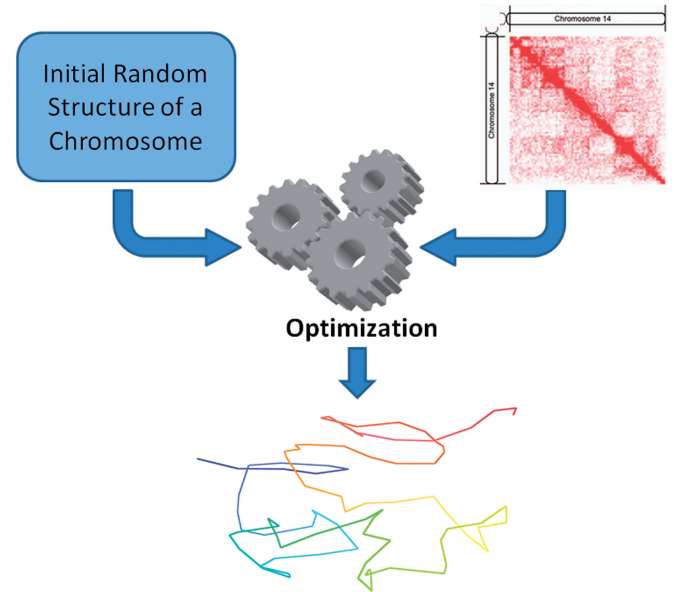 Chromosome 14
Chromosome 14
Initial Random
Structure of a
Chromosome
Optimization